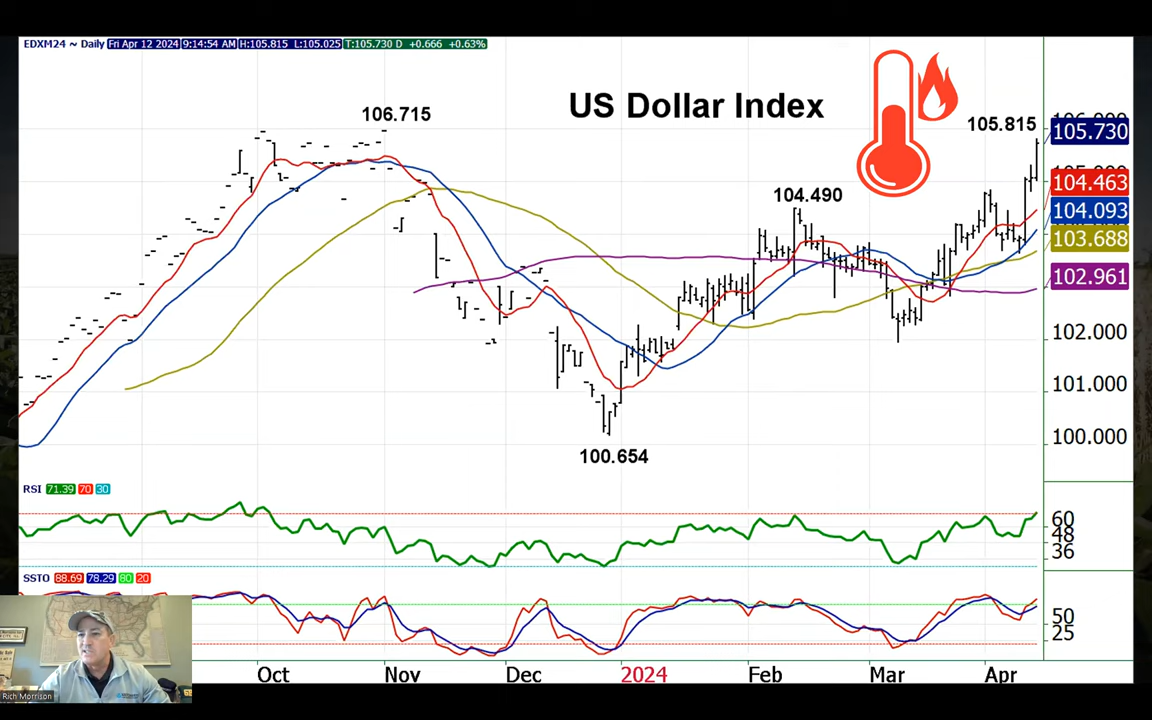 EDXM24 ~ Daily Fri Apr 12 2024 9:14:54 AM H:105.815 L:105.025 T:105.730 D +0.666 +0.63%
US Dollar Index
106.715
105.815
105.730
104.463
104.490
104.093
103.688
102.961
102.000
101.000
100.000
100.654
RSI 71.39 70 30
60
48
36
SSTO 88.69 78.29 80 20
50
25
Oct Nov Dec 2024 Feb Mar Apr
Rich Morrison